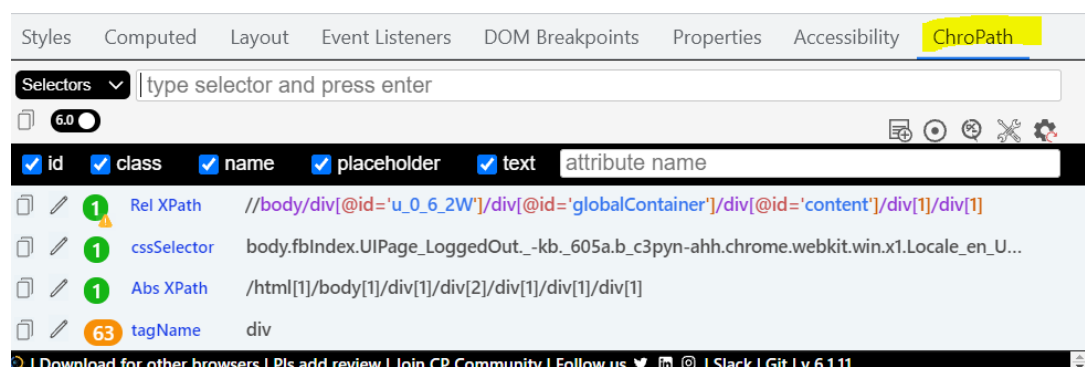 Styles Computed Layout Event Listeners DOM Breakpoints Properties Accessibility ChroPath
Selectors type selector and press enter
6.0
id class name placeholder text attribute name
1 Rel XPath //body/div[@id='u_0_6_2W']/div[@id='globalContainer']/div[@id='content']/div[1]/div[1]
1 cssSelector body.fbIndex.UIPage_LoggedOut._-kb._605a.b_c3pyn-ahh.chrome.webkit.win.x1.Locale_en_U...
1 Abs XPath /html[1]/body[1]/div[1]/div[2]/div[1]/div[1]/div[1]
63 tagName div
| Download for other browsers | Pls add review | Join CP Community | Follow us | Slack | Git | v 6.1.11